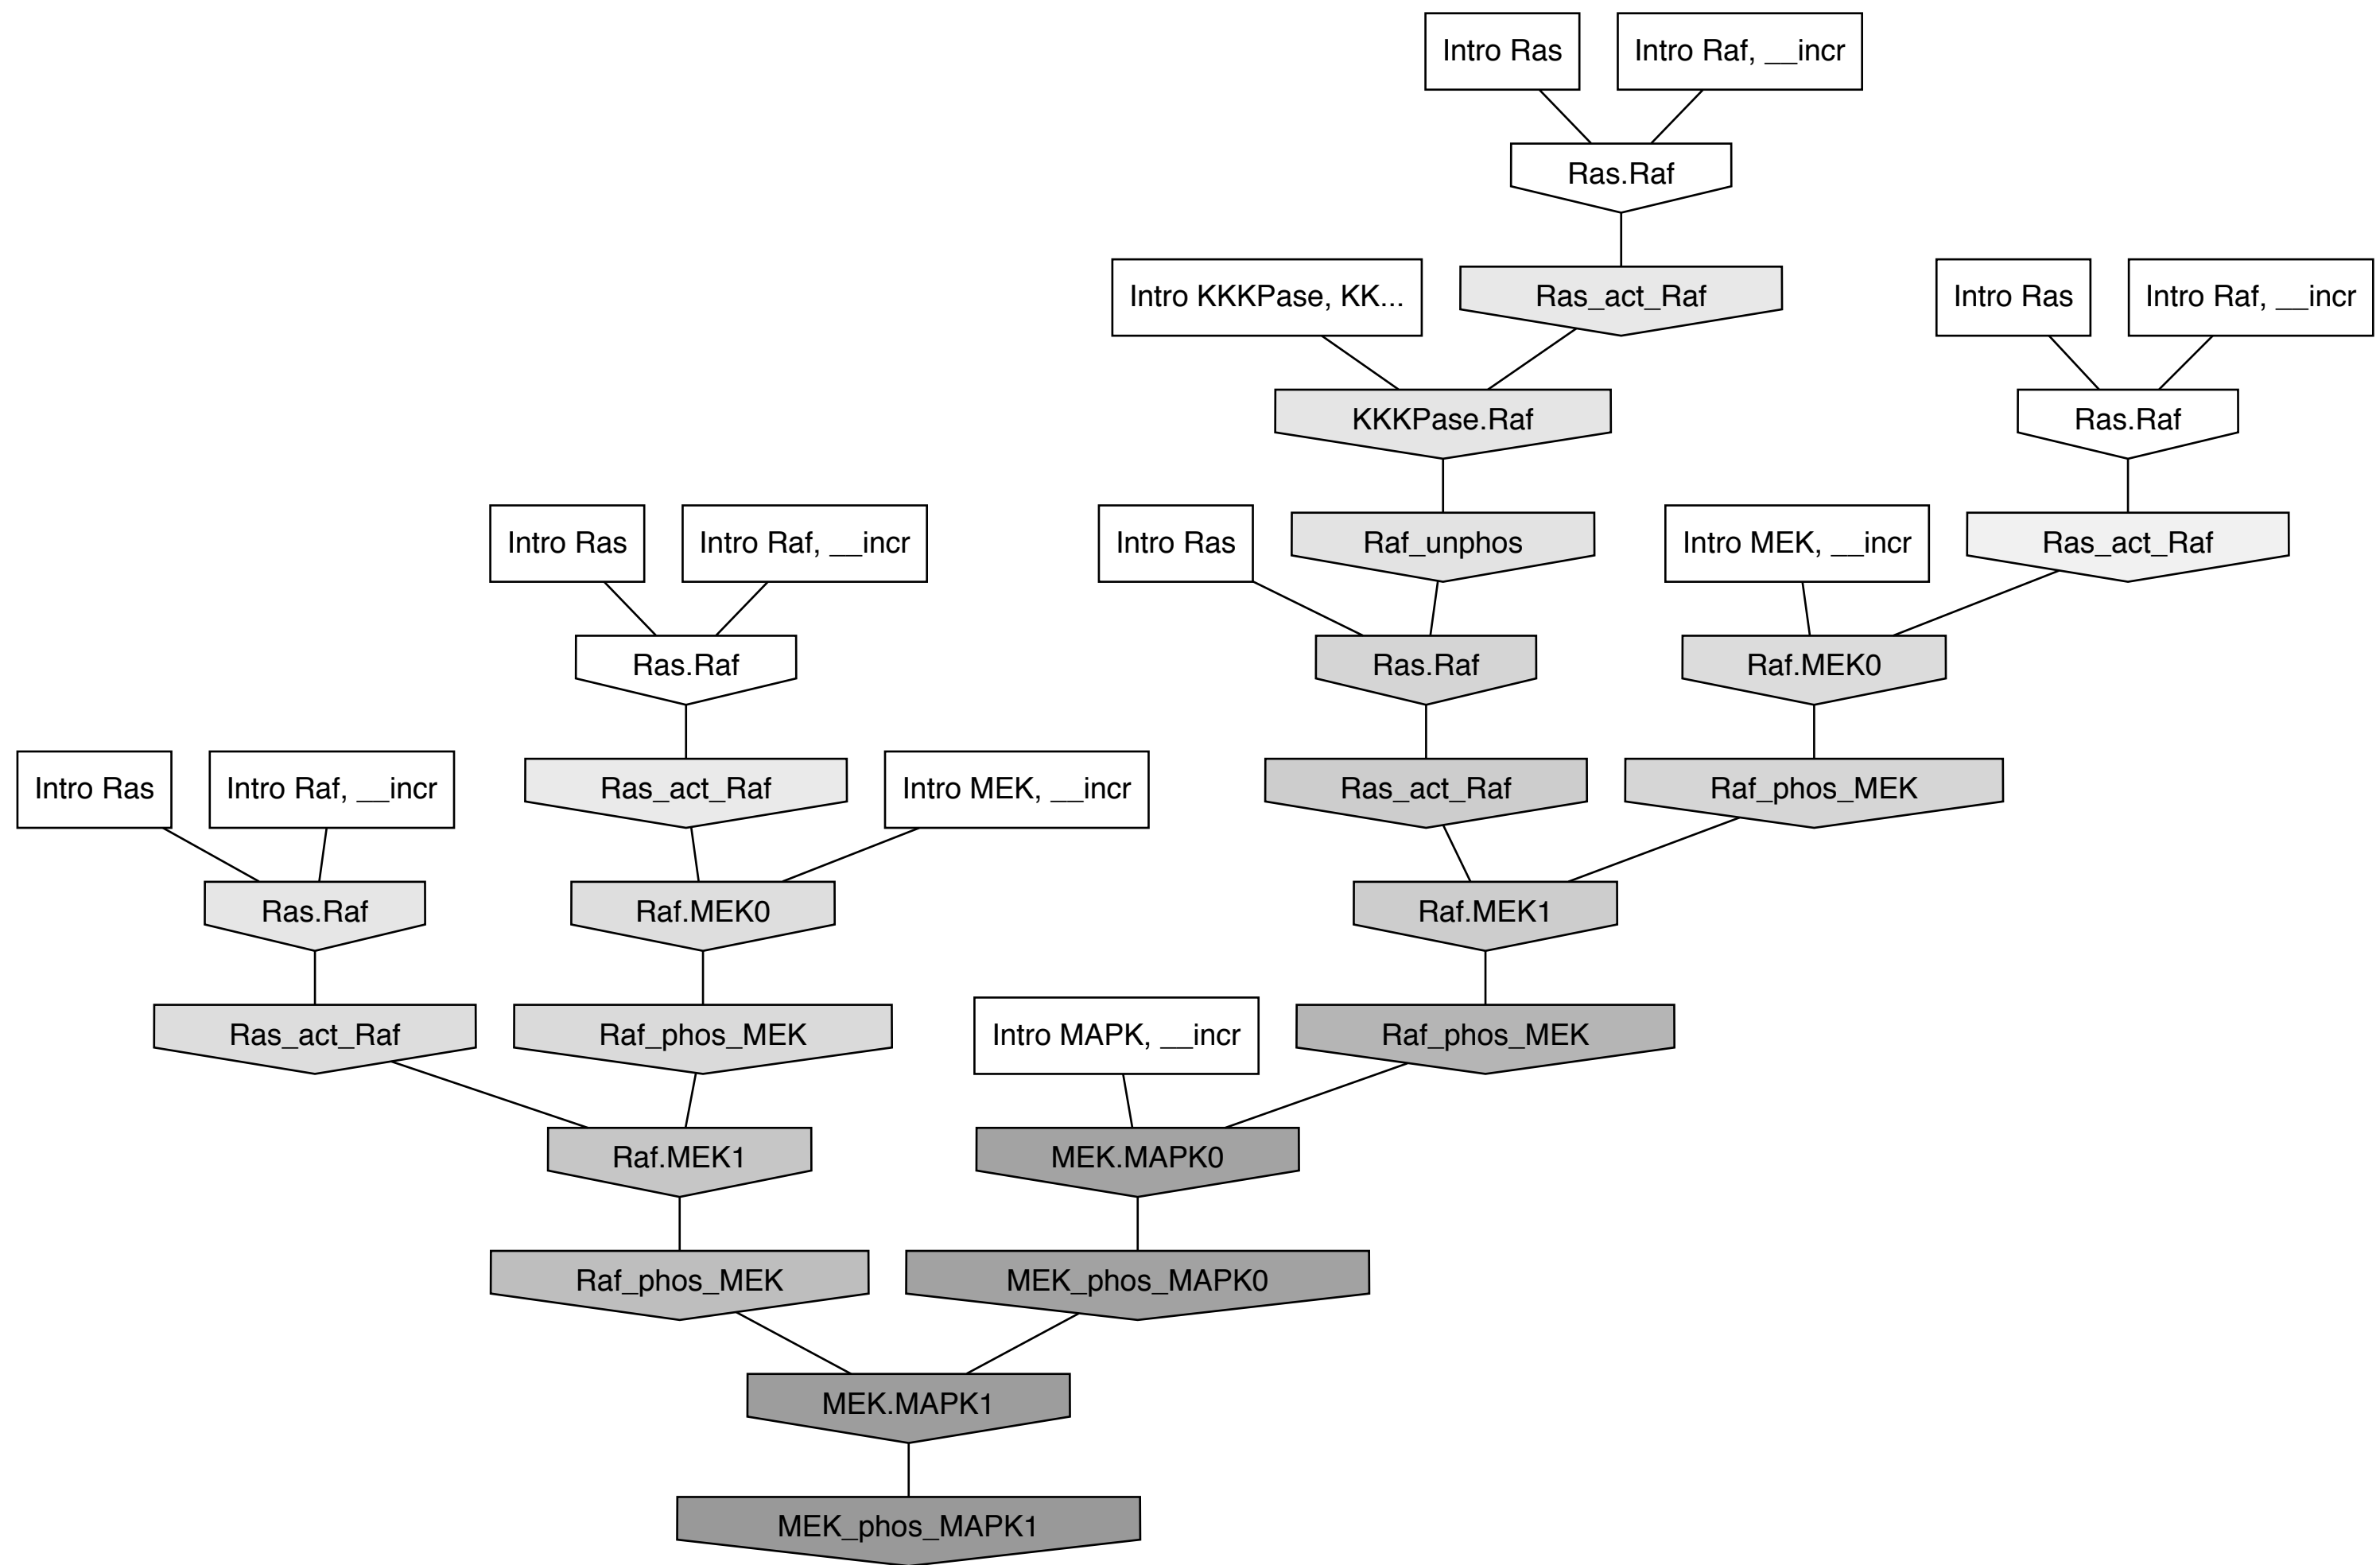 Intro Ras
Intro Raf, __incr
Ras.Raf
Intro KKKPase, KK...
Ras_act_Raf
Intro Ras
Intro Raf, __incr
KKKPase.Raf
Ras.Raf
Intro Ras
Intro Raf, __incr
Intro Ras
Raf_unphos
Intro MEK, __incr
Ras_act_Raf
Ras.Raf
Ras.Raf
Raf.MEK0
Intro Ras
Intro Raf, __incr
Ras_act_Raf
Intro MEK, __incr
Ras_act_Raf
Raf_phos_MEK
Ras.Raf
Raf.MEK0
Raf.MEK1
Ras_act_Raf
Raf_phos_MEK
Intro MAPK, __incr
Raf_phos_MEK
Raf.MEK1
MEK.MAPK0
Raf_phos_MEK
MEK_phos_MAPK0
MEK.MAPK1
MEK_phos_MAPK1